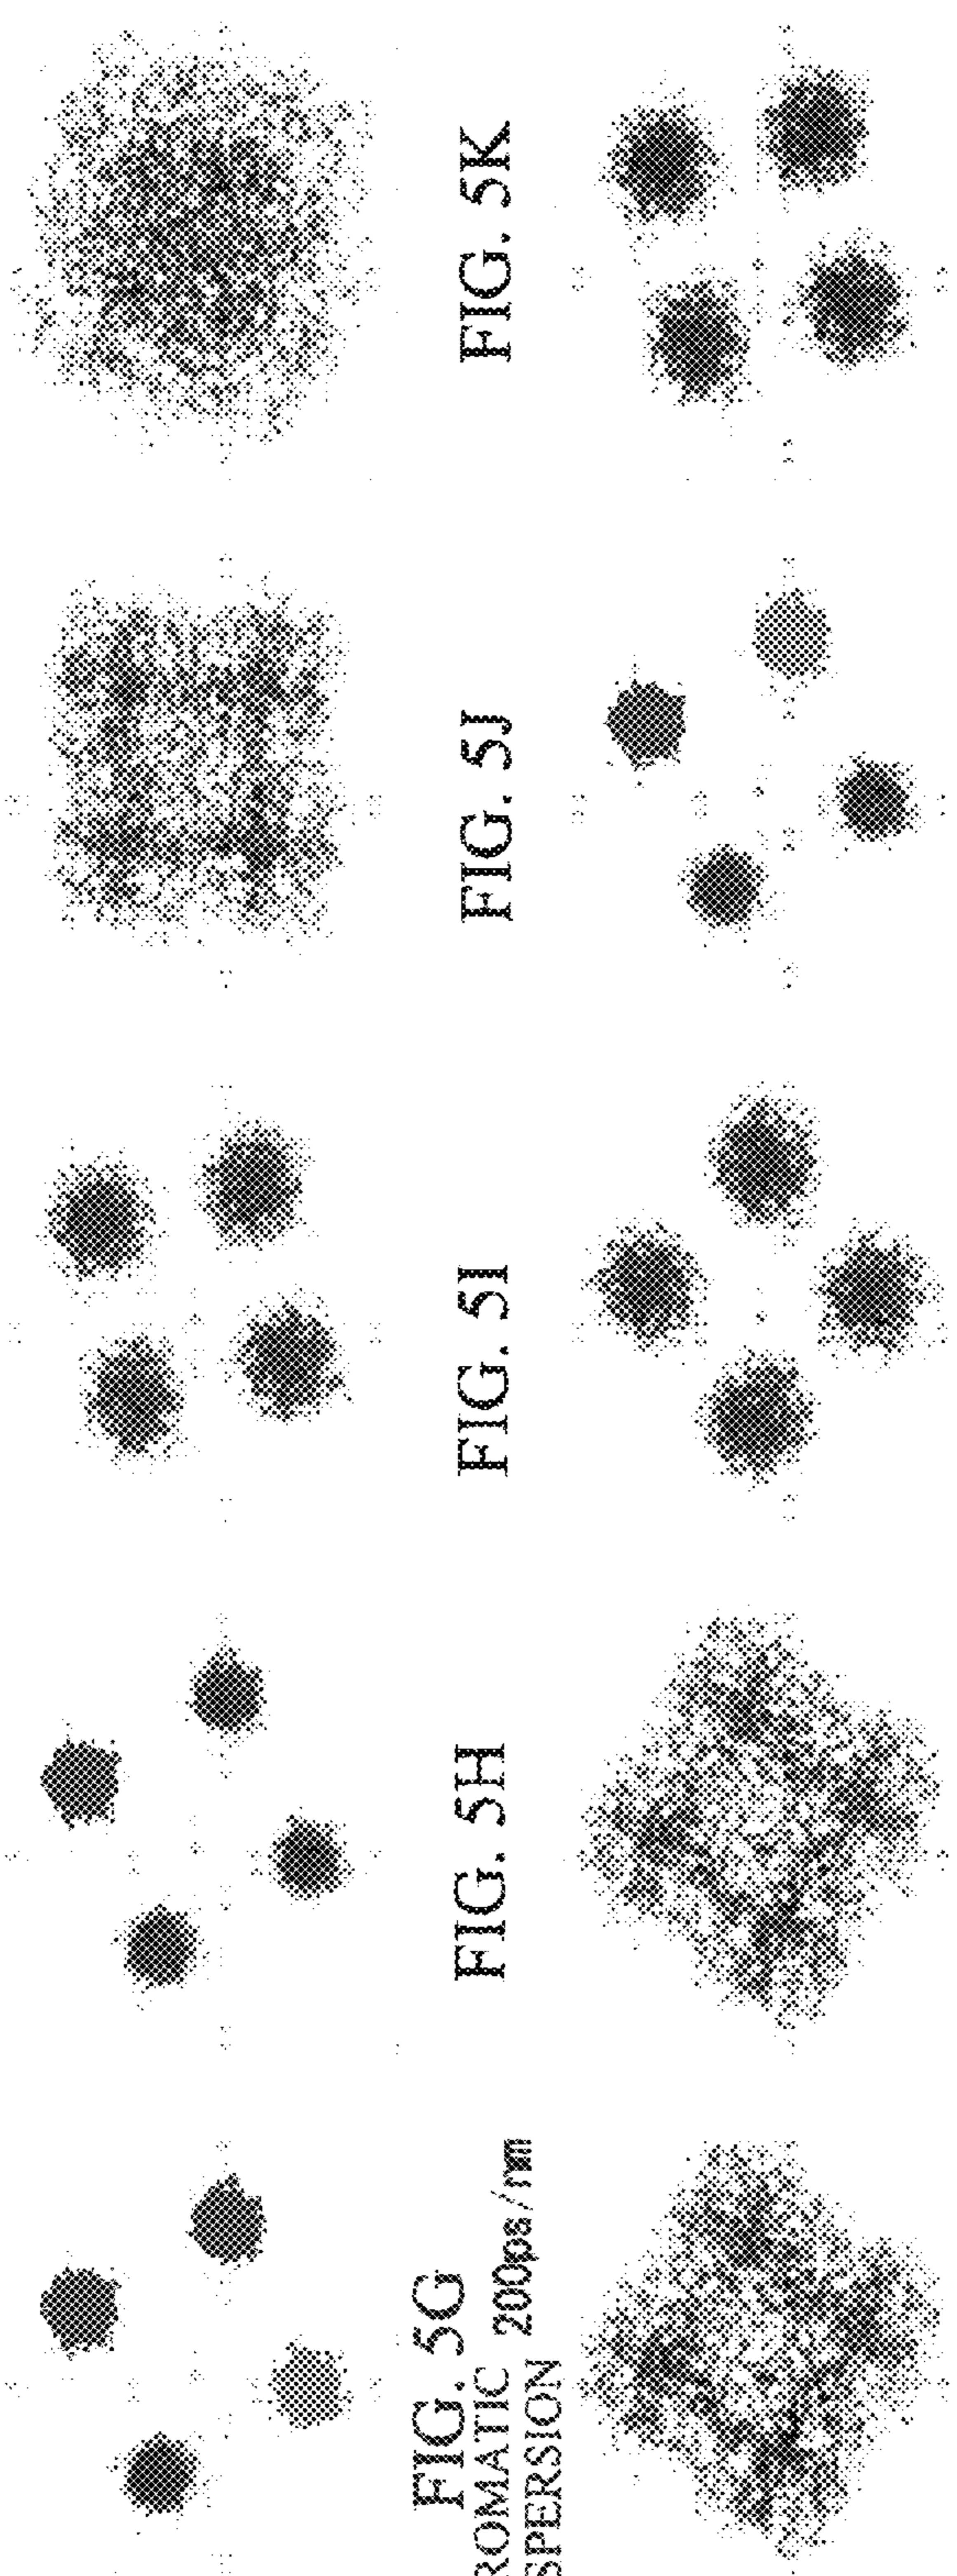 FIG. 5G
FIG. 5H
FIG. 5I
FIG. 5J
FIG. 5K
ROMATIC
SPERSION
200ps/nm